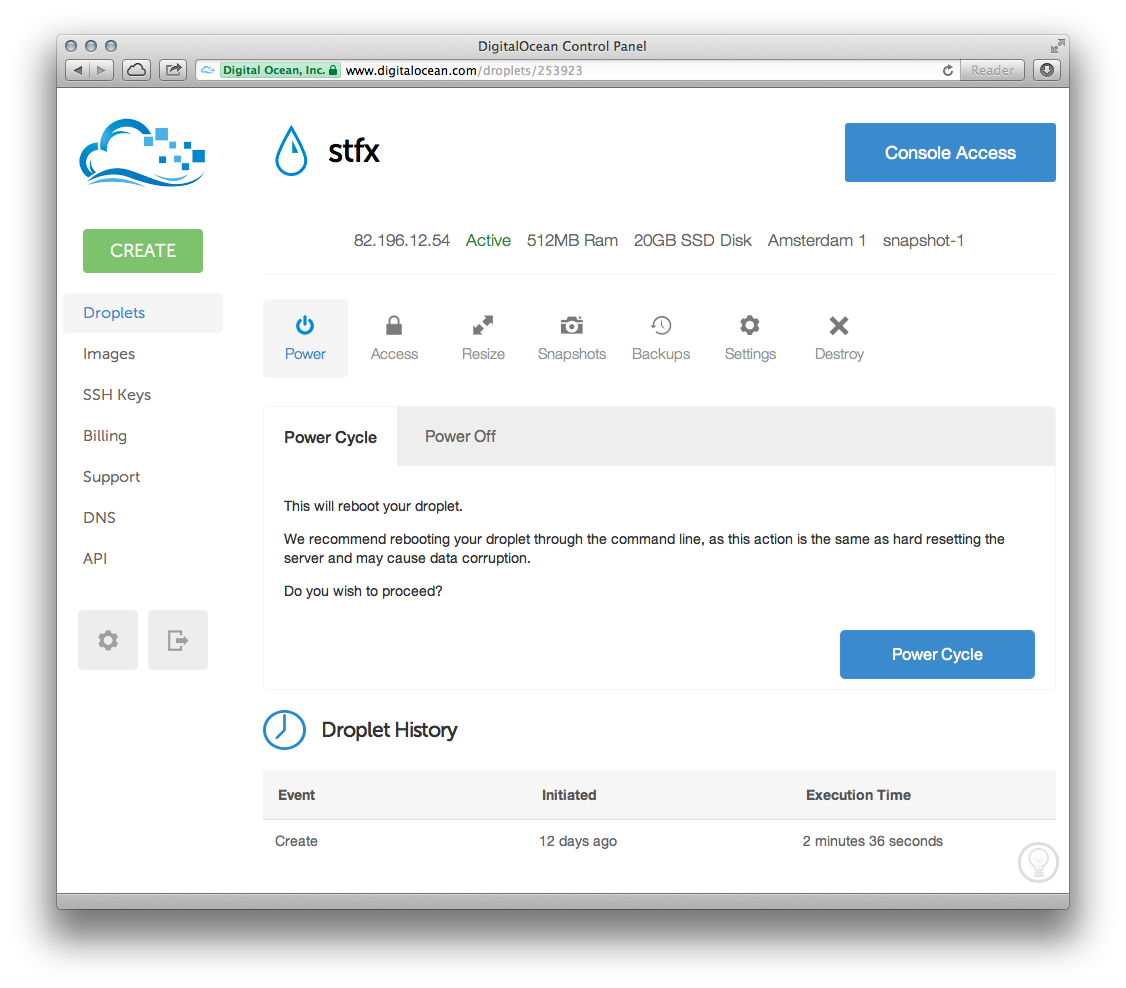 DigitalOcean Control Panel
Digital Ocean, Inc. www.digitalocean.com/droplets/253923 Reader
stfx
Console Access
82.196.12.54 Active 512MB Ram 20GB SSD Disk Amsterdam 1 snapshot-1
CREATE
Droplets
Images
SSH Keys
Billing
Support
DNS
API
Power Access Resize Snapshots Backups Settings Destroy
Power Cycle Power Off
This will reboot your droplet.
We recommend rebooting your droplet through the command line, as this action is the same as hard resetting the
server and may cause data corruption.
Do you wish to proceed?
Power Cycle
Droplet History
Event Initiated Execution Time
Create 12 days ago 2 minutes 36 seconds